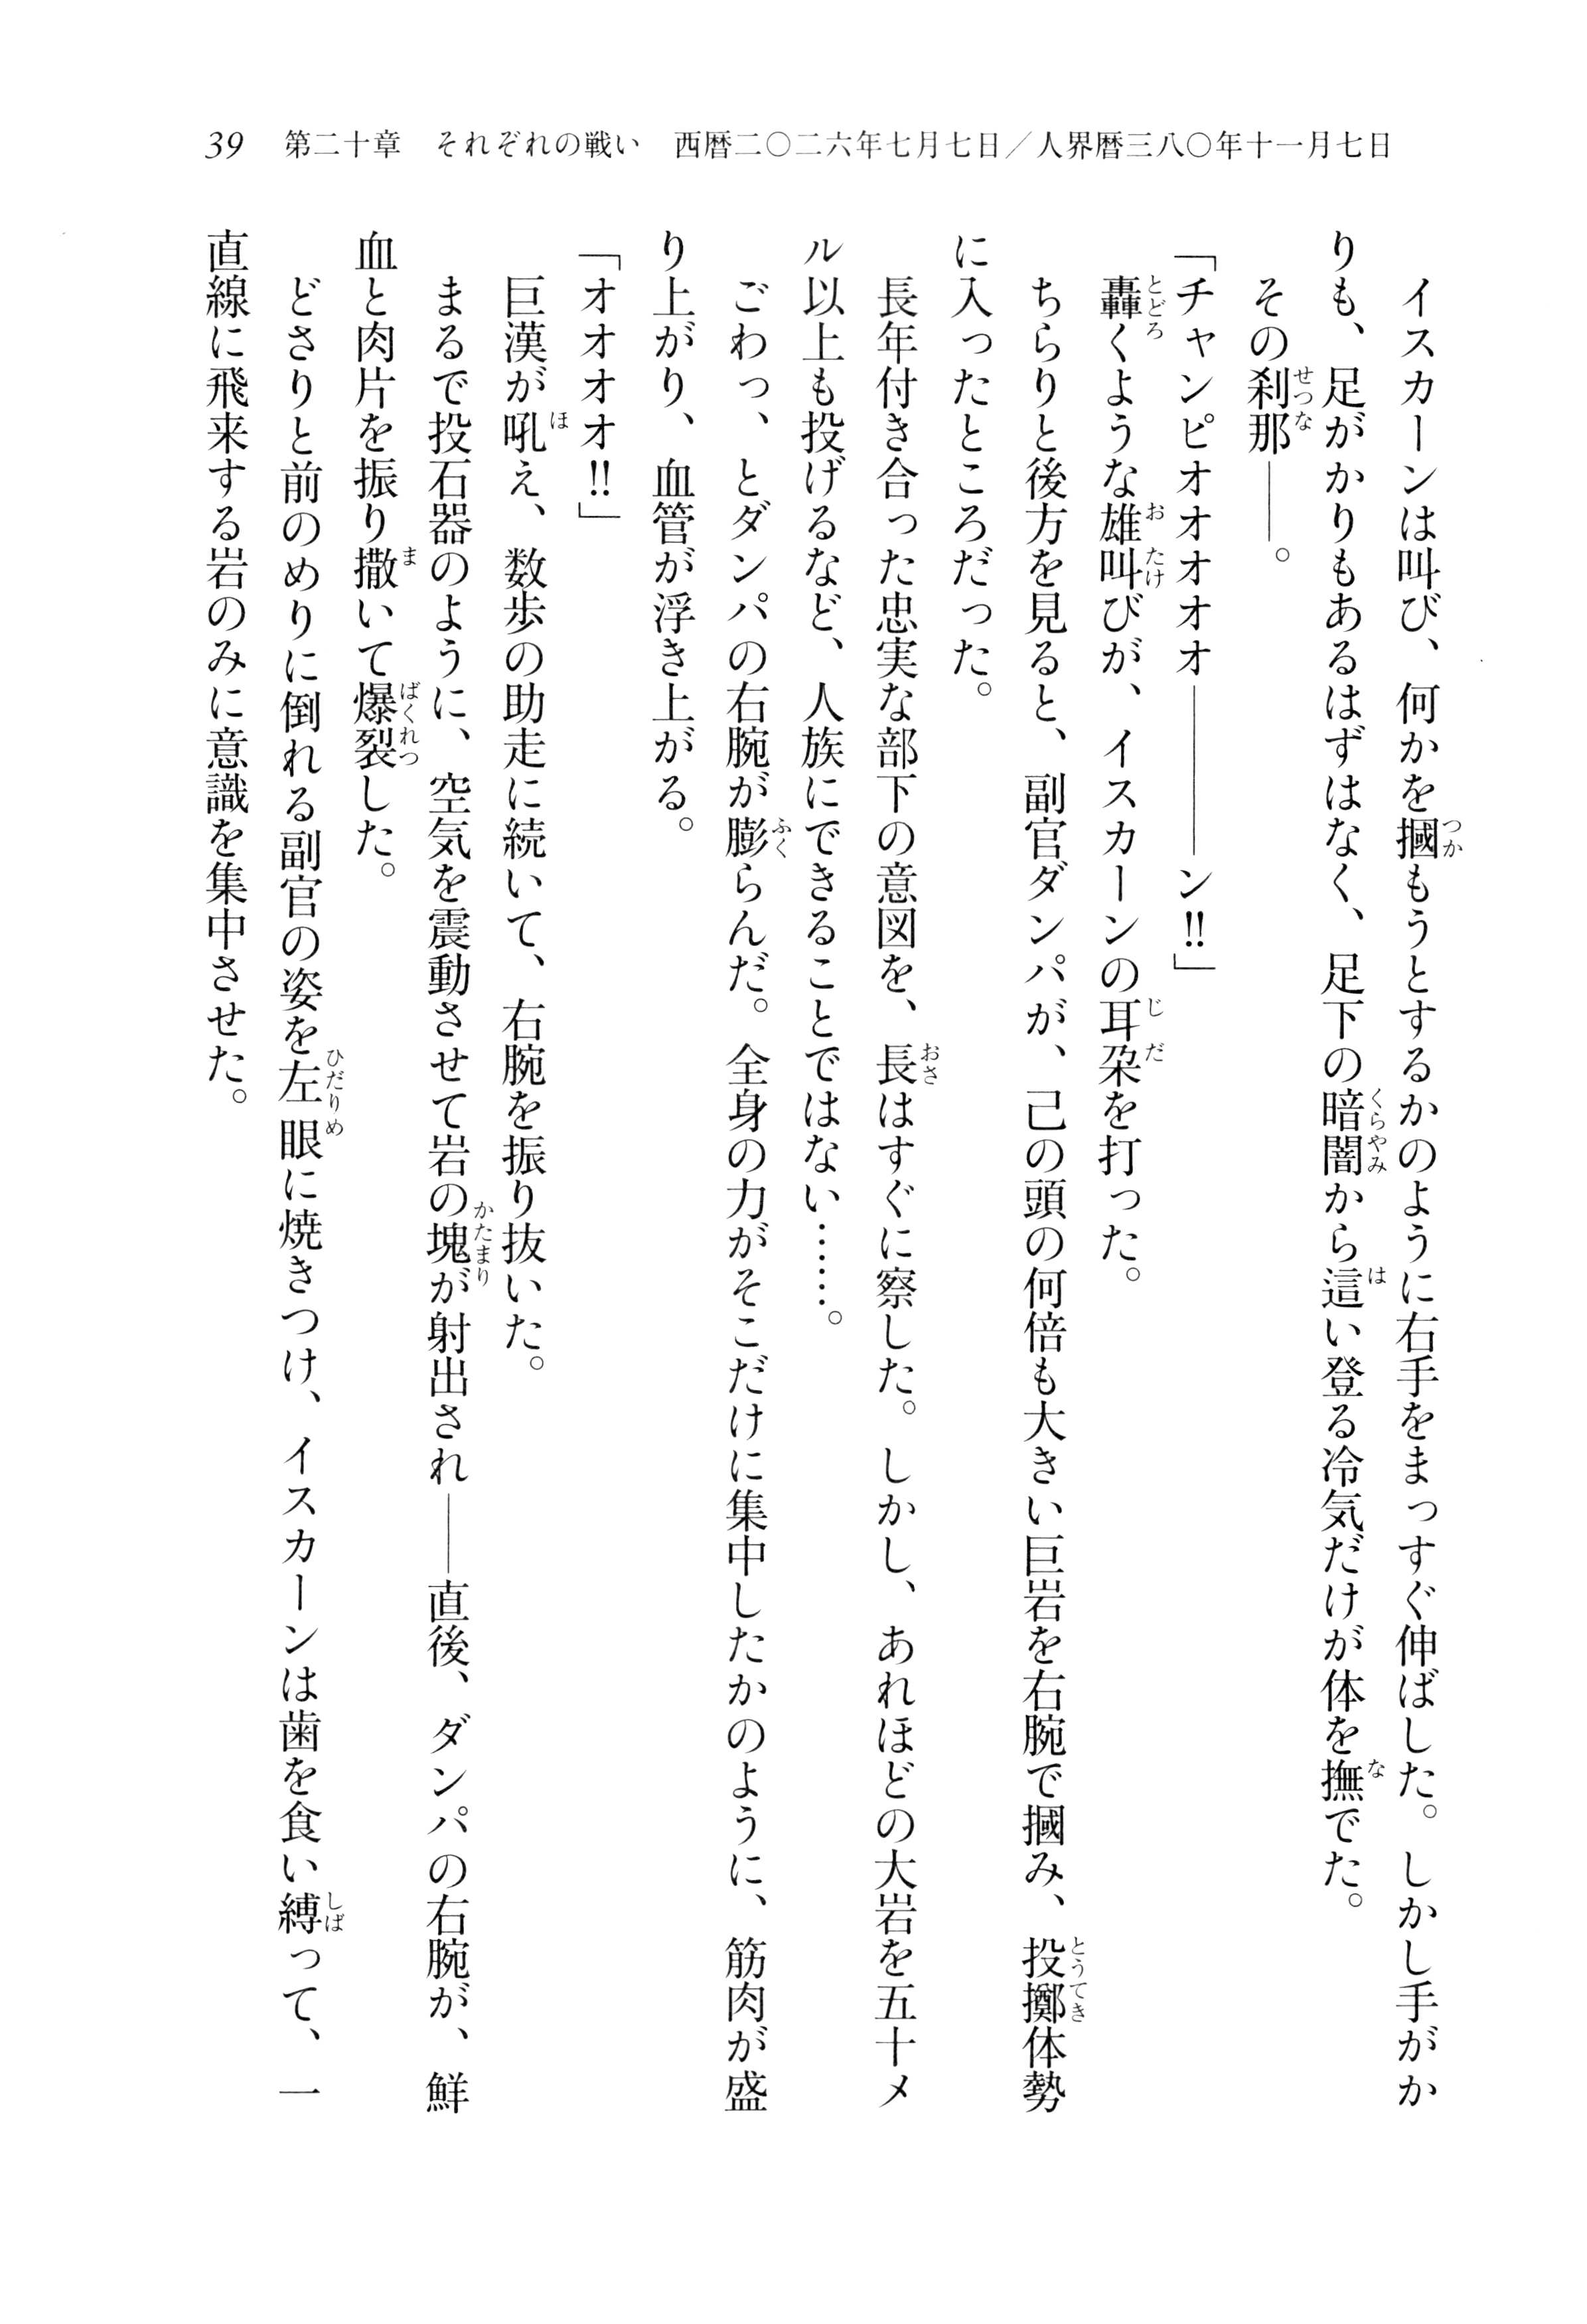 39　第二十章　それぞれの戦い　西暦二〇二六年七月七日／人界暦三八〇年十一月七日
　イスカーンは叫び、何かを摑もうとするかのように右手をまっすぐ伸ばした。しかし手がか
りも、足がかりもあるはずはなく、足下の暗闇から這い登る冷気だけが体を撫でた。
　その刹那――。
「チャンピオオオオオ――――ン‼」
　轟くような雄叫びが、イスカーンの耳朶を打った。
　ちらりと後方を見ると、副官ダンパが、己の頭の何倍も大きい巨岩を右腕で摑み、投擲体勢
に入ったところだった。
　長年付き合った忠実な部下の意図を、長はすぐに察した。しかし、あれほどの大岩を五十メ
ル以上も投げるなど、人族にできることではない……。
　ごわっ、とダンパの右腕が膨らんだ。全身の力がそこだけに集中したかのように、筋肉が盛
り上がり、血管が浮き上がる。
「オオオオ‼」
　巨漢が吼え、数歩の助走に続いて、右腕を振り抜いた。
　まるで投石器のように、空気を震動させて岩の塊が射出され――直後、ダンパの右腕が、鮮
血と肉片を振り撒いて爆裂した。
　どさりと前のめりに倒れる副官の姿を左眼に焼きつけ、イスカーンは歯を食い縛って、一
直線に飛来する岩のみに意識を集中させた。